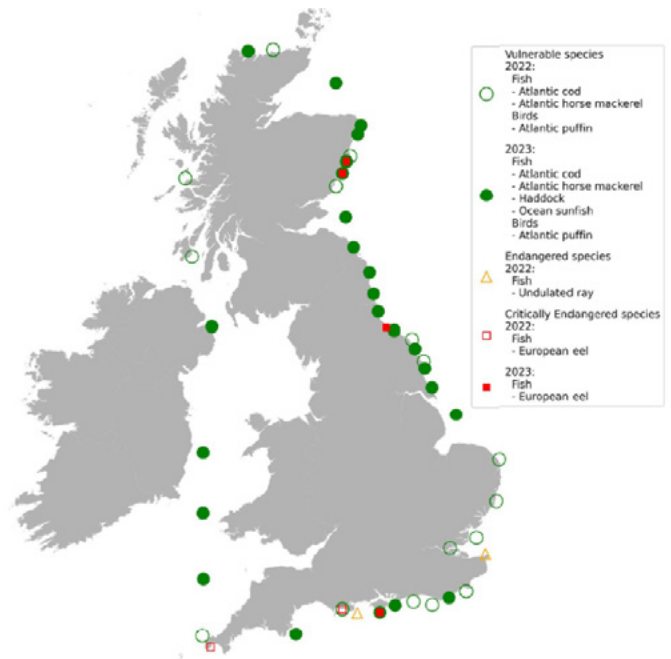 Vulnerable species
2022:
Fish
- Atlantic cod
- Atlantic horse mackerel
Birds
- Atlantic puffin
2023:
Fish
- Atlantic cod
- Atlantic horse mackerel
- Haddock
- Ocean sunfish
Birds
- Atlantic puffin
Endangered species
2022:
Fish
- Undulated ray
Critically Endangered species
2022:
Fish
- European eel
2023:
Fish
- European eel